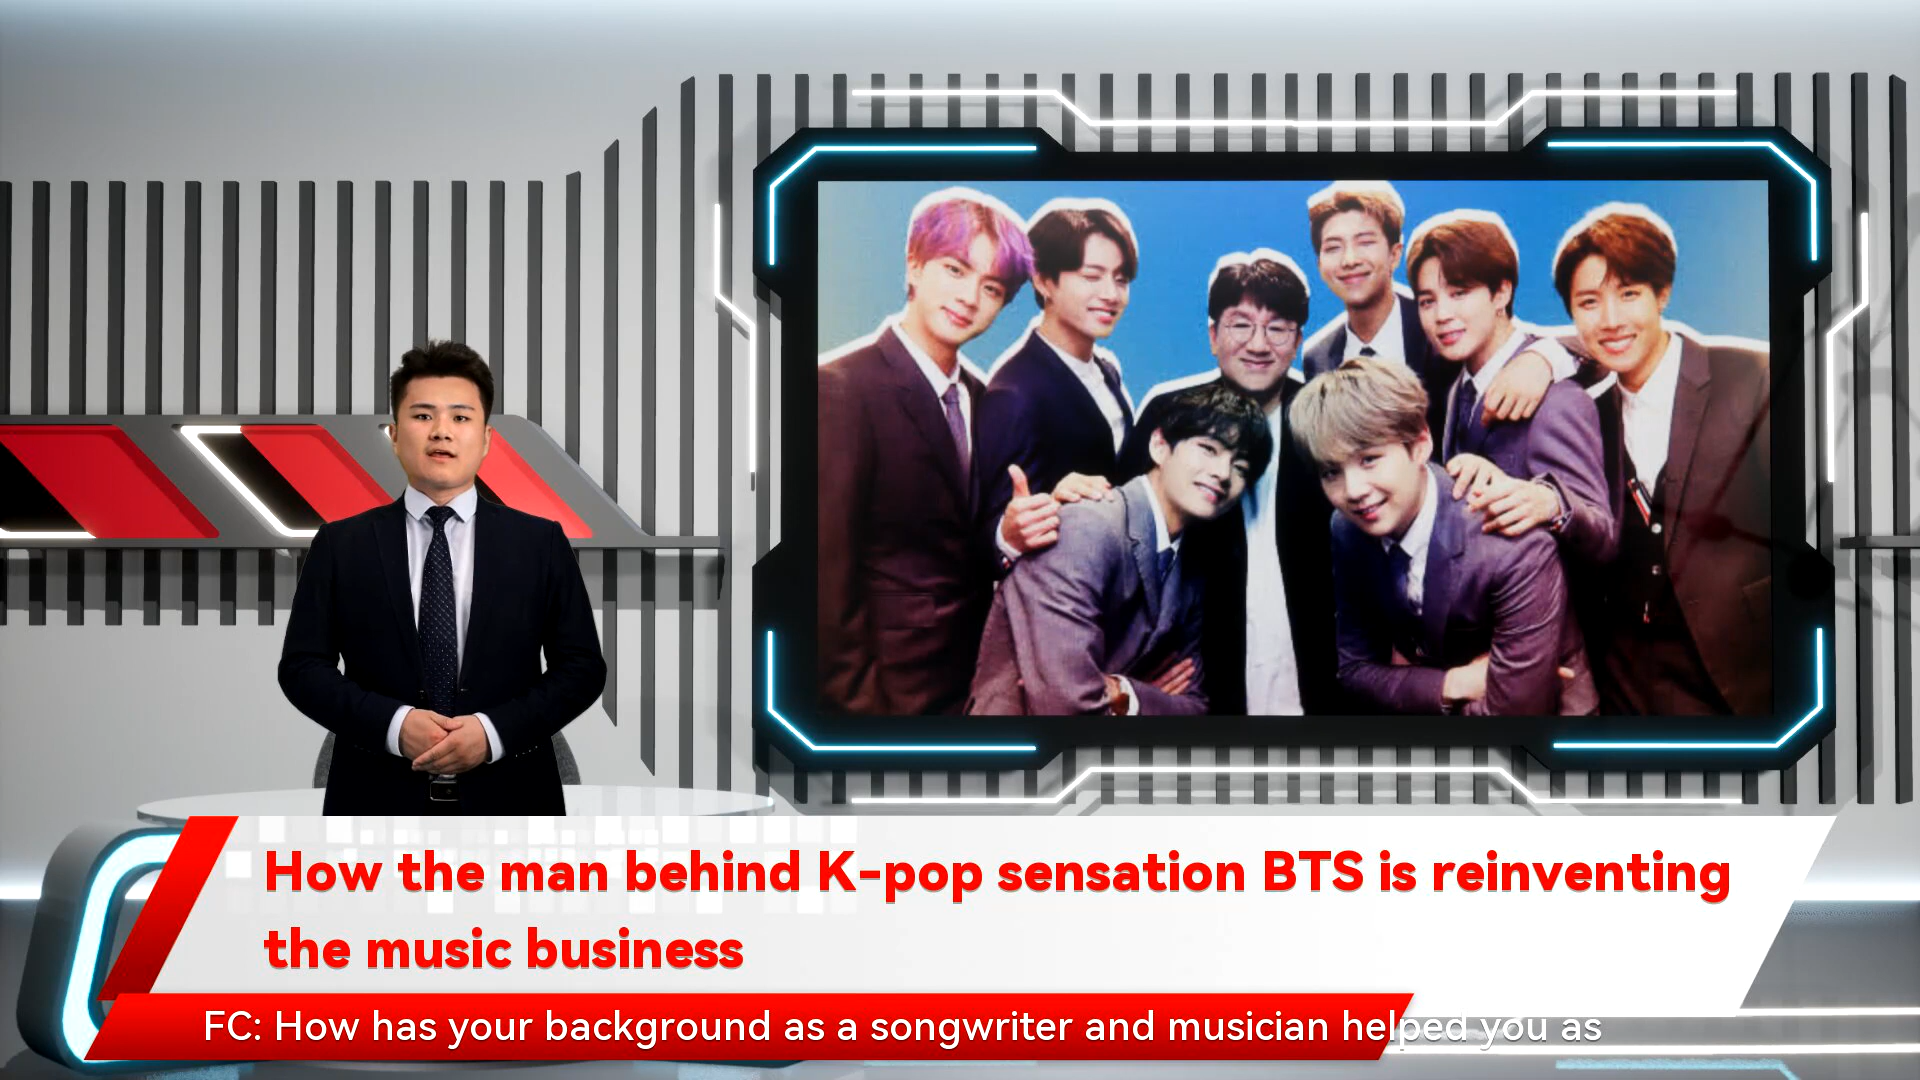 How the man behind K-pop sensation BTS is reinventing
the music business
FC: How has your background as a songwriter and musician helped you as